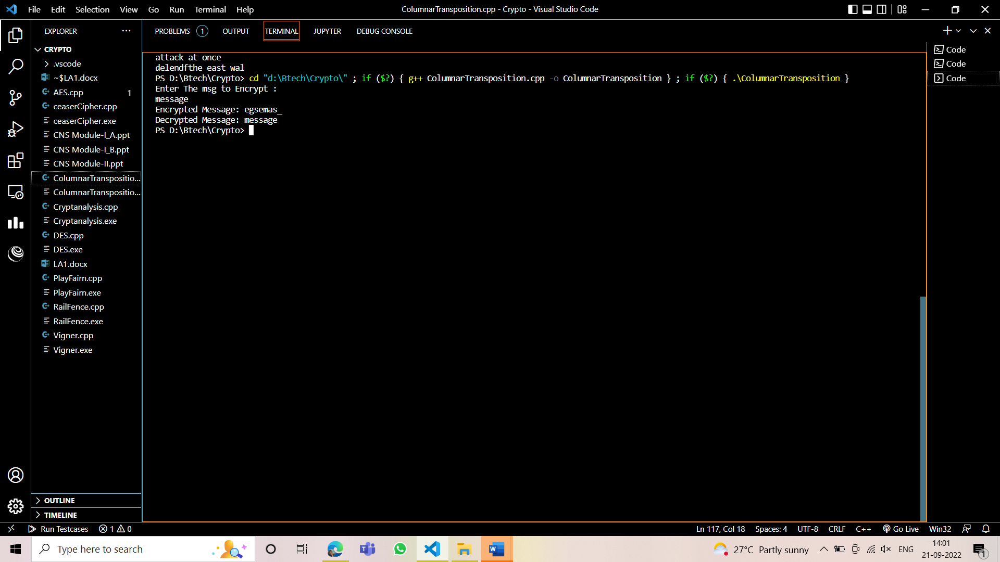 File Edit Selection View Go Run Terminal Help
ColumnarTransposition.cpp - Crypto - Visual Studio Code
EXPLORER
CRYPTO
.vscode
~$LA1.docx
AES.cpp 1
ceaserCipher.cpp
ceaserCipher.exe
CNS Module-I_A.ppt
CNS Module-I_B.ppt
CNS Module-II.ppt
ColumnarTranspositio...
ColumnarTranspositio...
Cryptanalysis.cpp
Cryptanalysis.exe
DES.cpp
DES.exe
LA1.docx
PlayFairn.cpp
PlayFairn.exe
RailFence.cpp
RailFence.exe
Vigner.cpp
Vigner.exe
OUTLINE
TIMELINE
PROBLEMS 1 OUTPUT TERMINAL JUPYTER DEBUG CONSOLE
attack at once
delendfthe east wal
PS D:\Btech\Crypto> cd "d:\Btech\Crypto\" ; if ($?) { g++ ColumnarTransposition.cpp -o ColumnarTransposition } ; if ($?) { .\ColumnarTransposition }
Enter The msg to Encrypt :
message
Encrypted Message: egsemas_
Decrypted Message: message
PS D:\Btech\Crypto>
Code
Code
Code
Run Testcases 1 0
Ln 117, Col 18 Spaces: 4 UTF-8 CRLF C++ Go Live Win32
Type here to search
27°C Partly sunny
ENG
14:01
21-09-2022
1